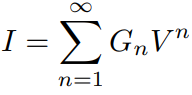 I = \sum_{n=1}^{\infty} G_n V^n